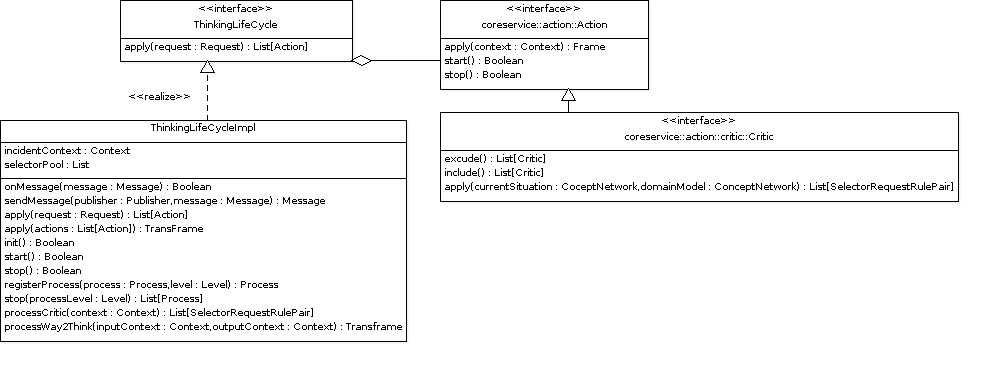 <<interface>>
ThinkingLifeCycle
apply(request : Request) : List[Action]
<<interface>>
coreservice::action::Action
apply(context : Context) : Frame
start() : Boolean
stop() : Boolean
<<realize>>
<<interface>>
coreservice::action::critic::Critic
excude() : List[Critic]
include() : List[Critic]
apply(currentSituation : CoceptNetwork,domainModel : ConceptNetwork) : List[SelectorRequestRulePair]
ThinkingLifeCycleImpl
incidentContext : Context
selectorPool : List
onMessage(message : Message) : Boolean
sendMessage(publisher : Publisher,message : Message) : Message
apply(request : Request) : List[Action]
apply(actions : List[Action]) : TransFrame
init() : Boolean
start() : Boolean
stop() : Boolean
registerProcess(process : Process,level : Level) : Process
stop(processLevel : Level) : List[Process]
processCritic(context : Context) : List[SelectorRequestRulePair]
processWay2Think(inputContext : Context,outputContext : Context) : Transframe